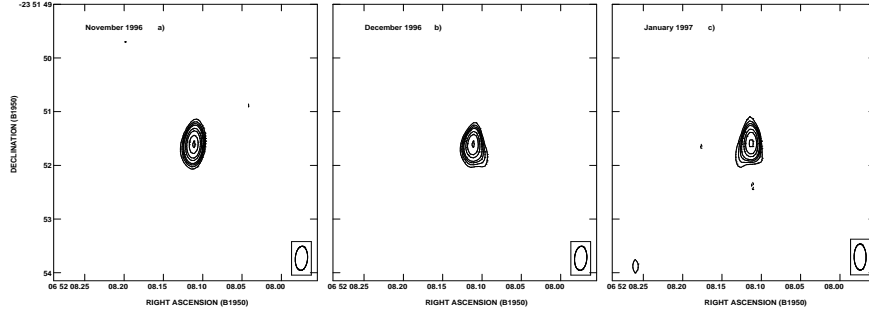 -23 51 49
November 1996 a)
December 1996 b)
January 1997 c)
50
51
52
53
54
DECLINATION (B1950)
06 52 08.25 08.20 08.15 08.10 08.05 08.00
06 52 08.25 08.20 08.15 08.10 08.05 08.00
06 52 08.25 08.20 08.15 08.10 08.05 08.00
RIGHT ASCENSION (B1950)
RIGHT ASCENSION (B1950)
RIGHT ASCENSION (B1950)